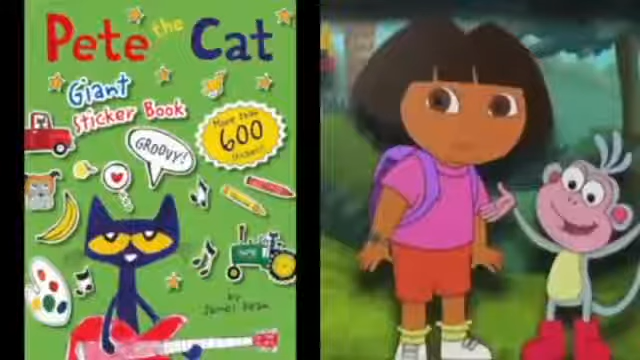 Pete the Cat
Giant
Sticker Book
More than
600
stickers!
GROOVY!
by
James Dean